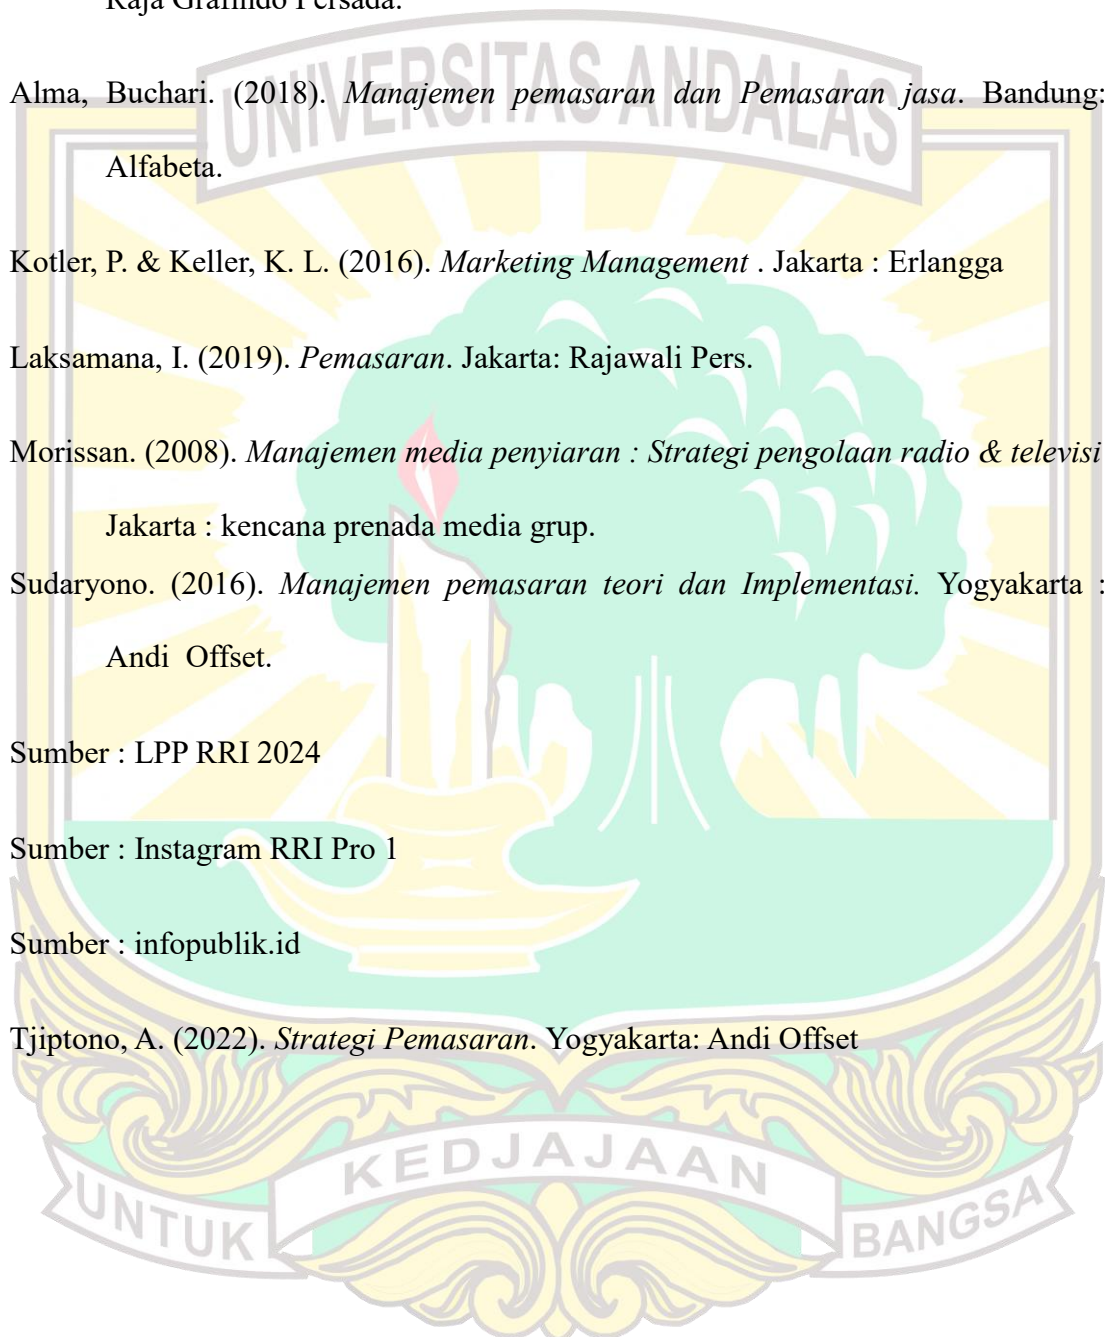 Raja Grafindo Persada.
UNIVERSITAS ANDALAS
Alma, Buchari. (2018). Manajemen pemasaran dan Pemasaran jasa. Bandung:
Alfabeta.
Kotler, P. & Keller, K. L. (2016). Marketing Management . Jakarta : Erlangga
Laksamana, I. (2019). Pemasaran. Jakarta: Rajawali Pers.
Morissan. (2008). Manajemen media penyiaran : Strategi pengolaan radio & televisi
Jakarta : kencana prenada media grup.
Sudaryono. (2016). Manajemen pemasaran teori dan Implementasi. Yogyakarta :
Andi Offset.
Sumber : LPP RRI 2024
Sumber : Instagram RRI Pro 1
Sumber : infopublik.id
Tjiptono, A. (2022). Strategi Pemasaran. Yogyakarta: Andi Offset
UNTUK KEDJAJAAN BANGSA